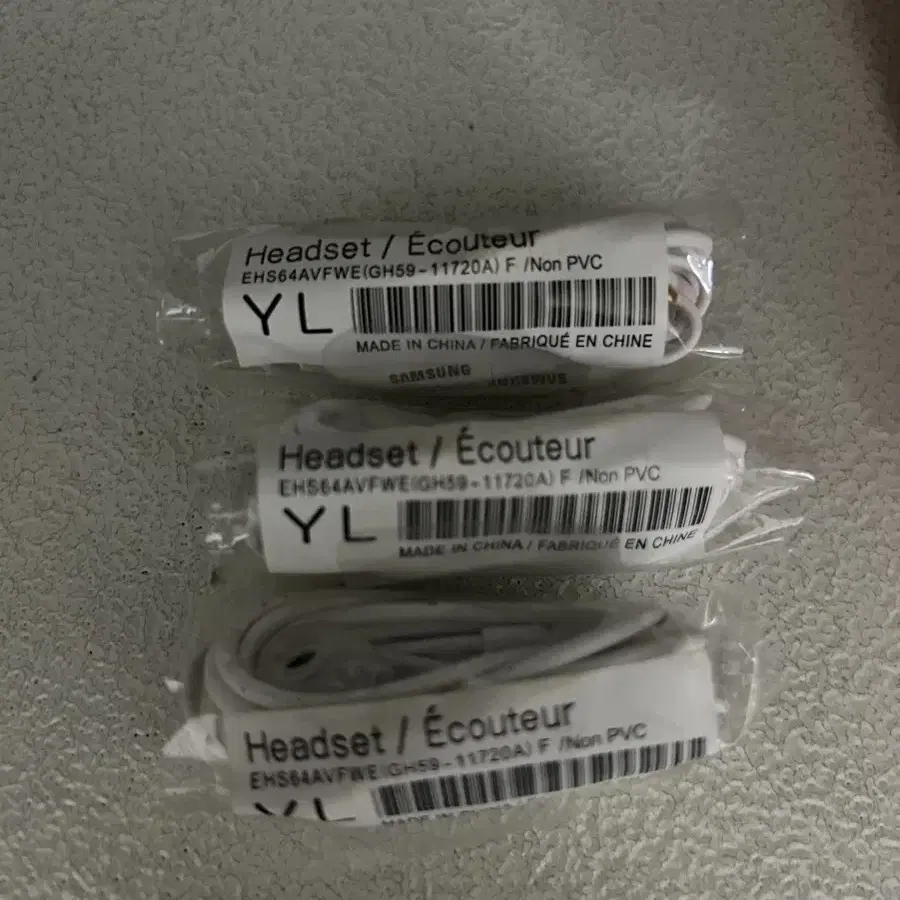 Headset / Écouteur
EHS64AVFWE(GH59-11720A) F /Non PVC
YL
MADE IN CHINA / FABRIQUÉ EN CHINE
SAMSUNG
Headset / Écouteur
EHS64AVFWE(GH59-11720A) F /Non PVC
YL
MADE IN CHINA / FABRIQUÉ EN CHINE
Headset / Écouteur
EHS64AVFWE(GH59-11720A) F /Non PVC
YL